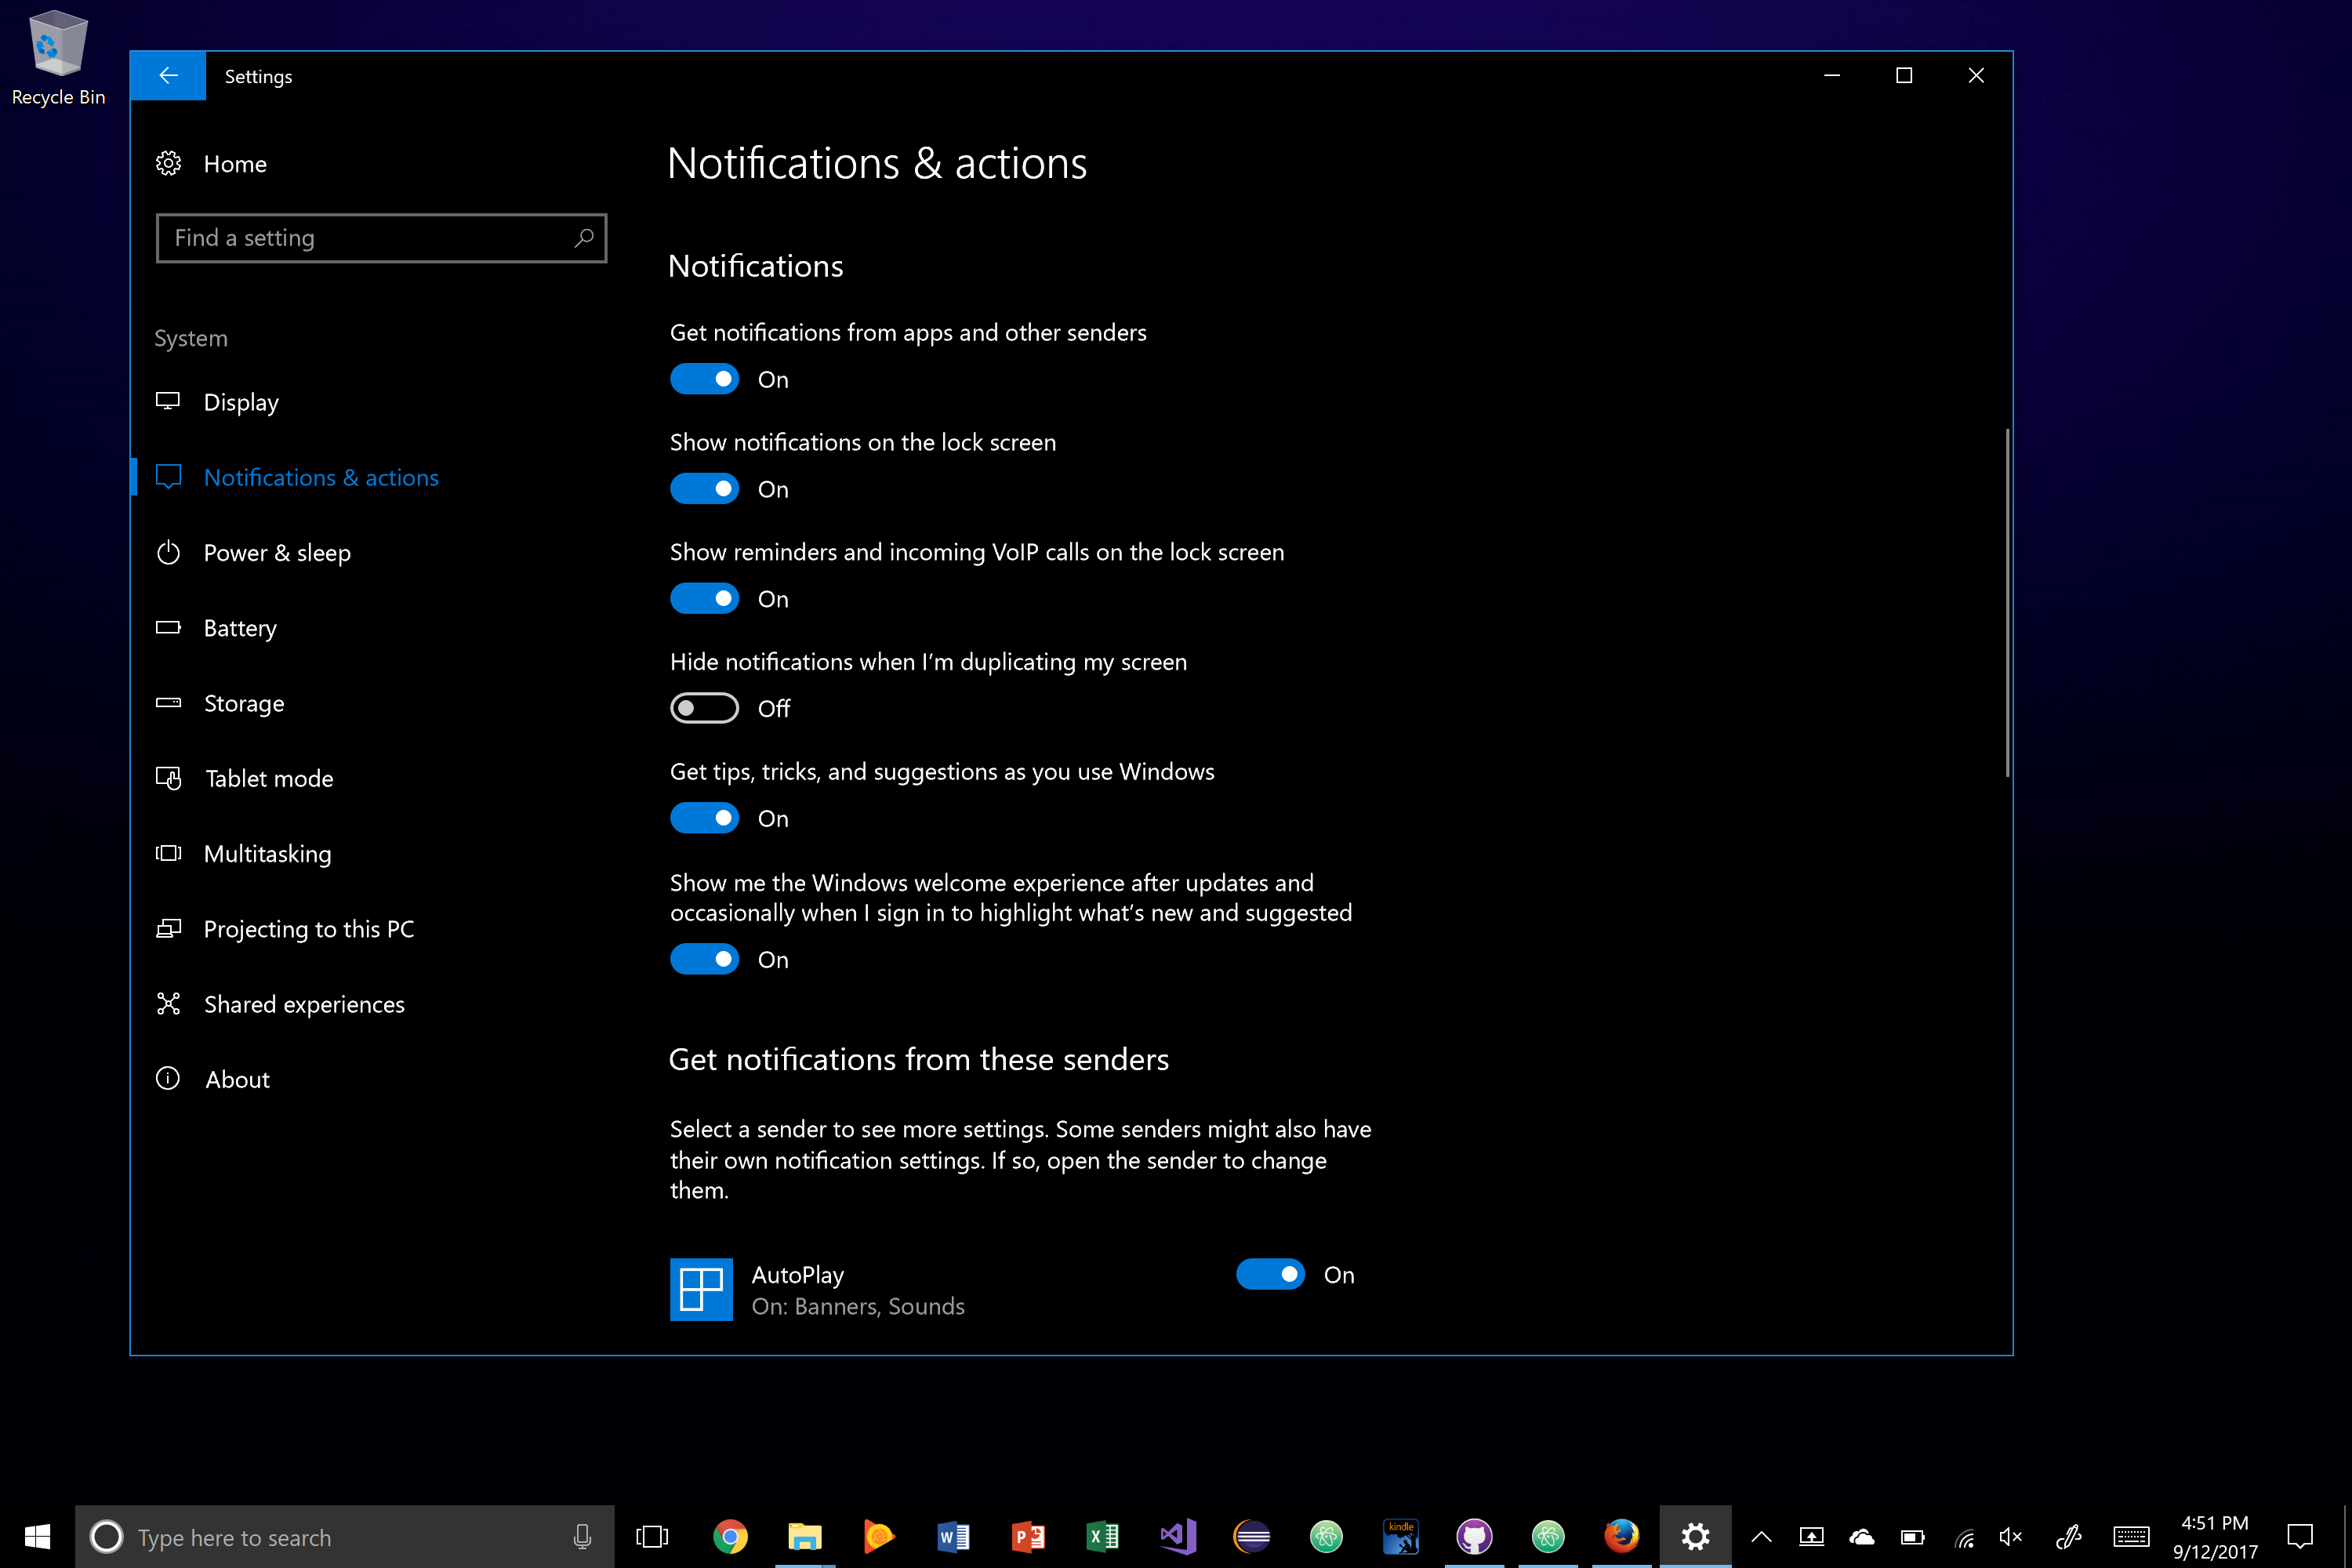 Recycle Bin
Settings
Home
Find a setting
System
Display
Notifications & actions
Power & sleep
Battery
Storage
Tablet mode
Multitasking
Projecting to this PC
Shared experiences
About
Notifications & actions
Notifications
Get notifications from apps and other senders
On
Show notifications on the lock screen
On
Show reminders and incoming VoIP calls on the lock screen
On
Hide notifications when I’m duplicating my screen
Off
Get tips, tricks, and suggestions as you use Windows
On
Show me the Windows welcome experience after updates and
occasionally when I sign in to highlight what’s new and suggested
On
Get notifications from these senders
Select a sender to see more settings. Some senders might also have
their own notification settings. If so, open the sender to change
them.
AutoPlay
On
On: Banners, Sounds
Type here to search
kindle
4:51 PM
9/12/2017